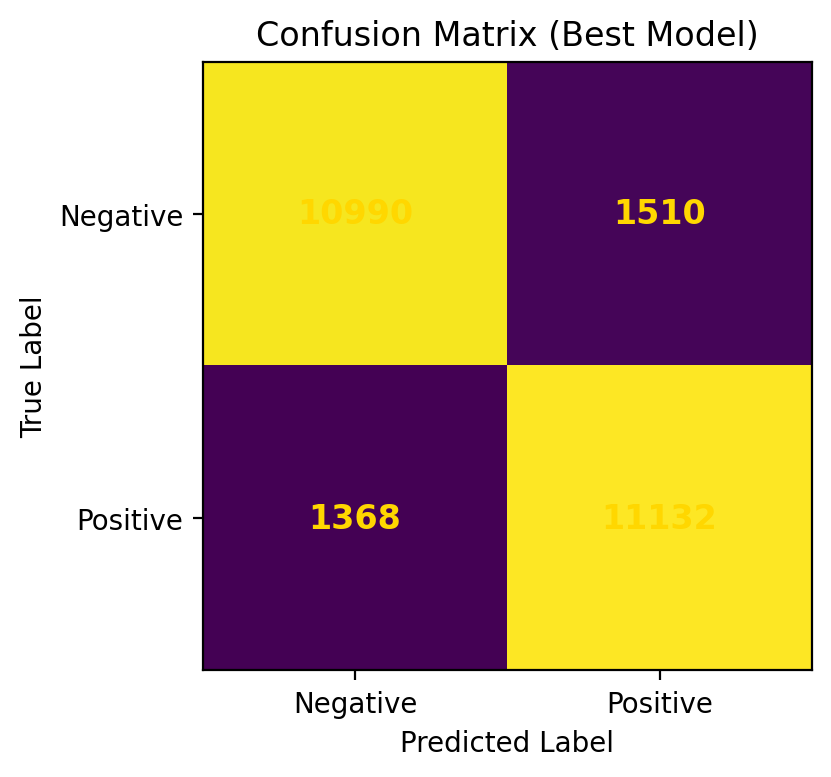 Confusion Matrix (Best Model)
True Label
Negative
10990
1510
Positive
1368
11132
Negative
Positive
Predicted Label